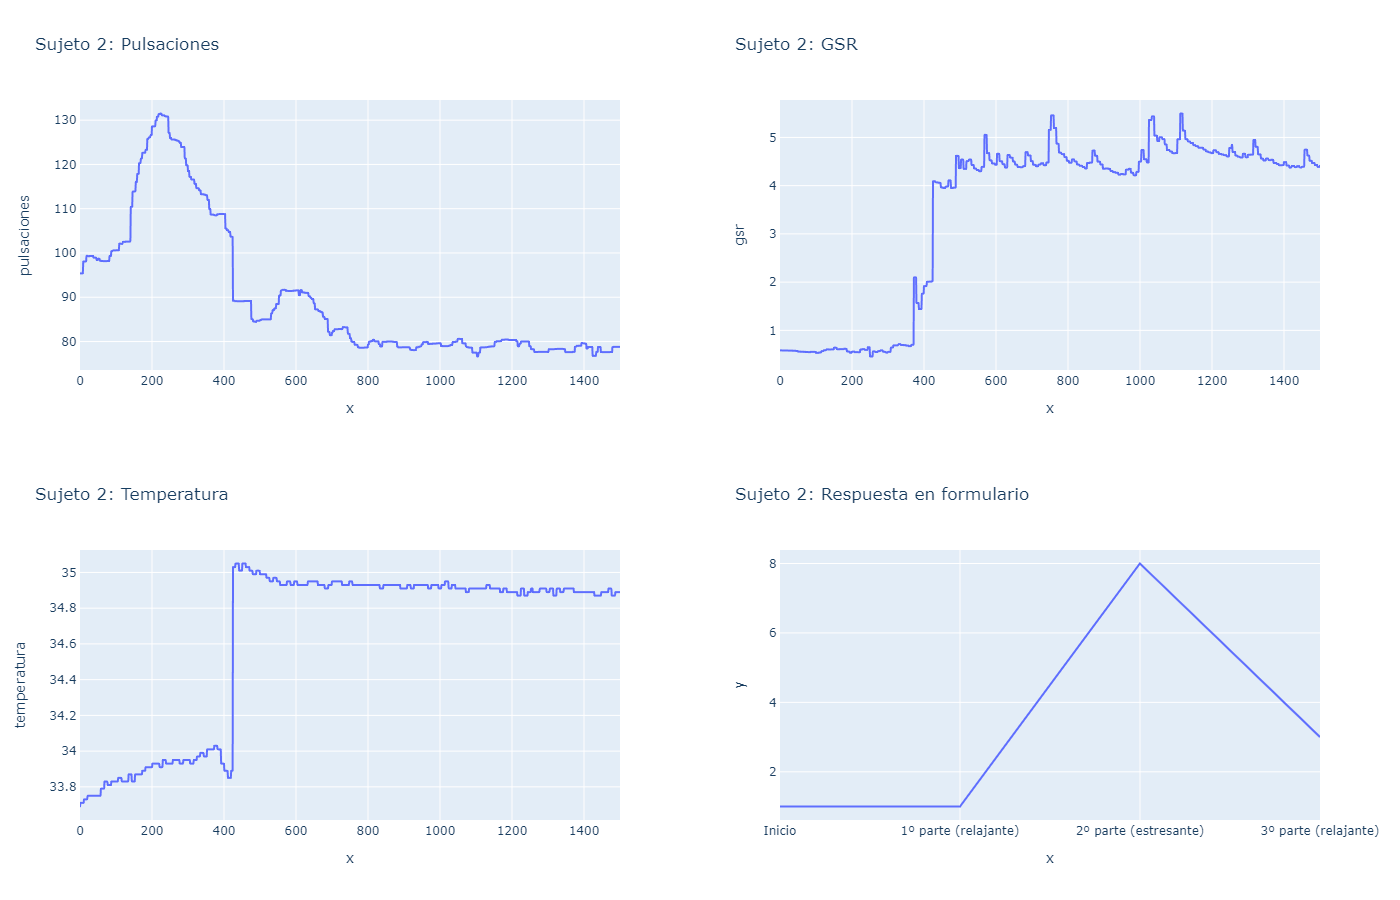 Sujeto 2: Pulsaciones
130
120
110
100
90
80
pulsaciones
0 200 400 600 800 1000 1200 1400
x
Sujeto 2: GSR
5
4
3
2
1
gsr
0 200 400 600 800 1000 1200 1400
x
Sujeto 2: Temperatura
35
34.8
34.6
34.4
34.2
34
33.8
temperatura
0 200 400 600 800 1000 1200 1400
x
Sujeto 2: Respuesta en formulario
8
6
4
2
y
Inicio 1º parte (relajante) 2º parte (estresante) 3º parte (relajante)
x